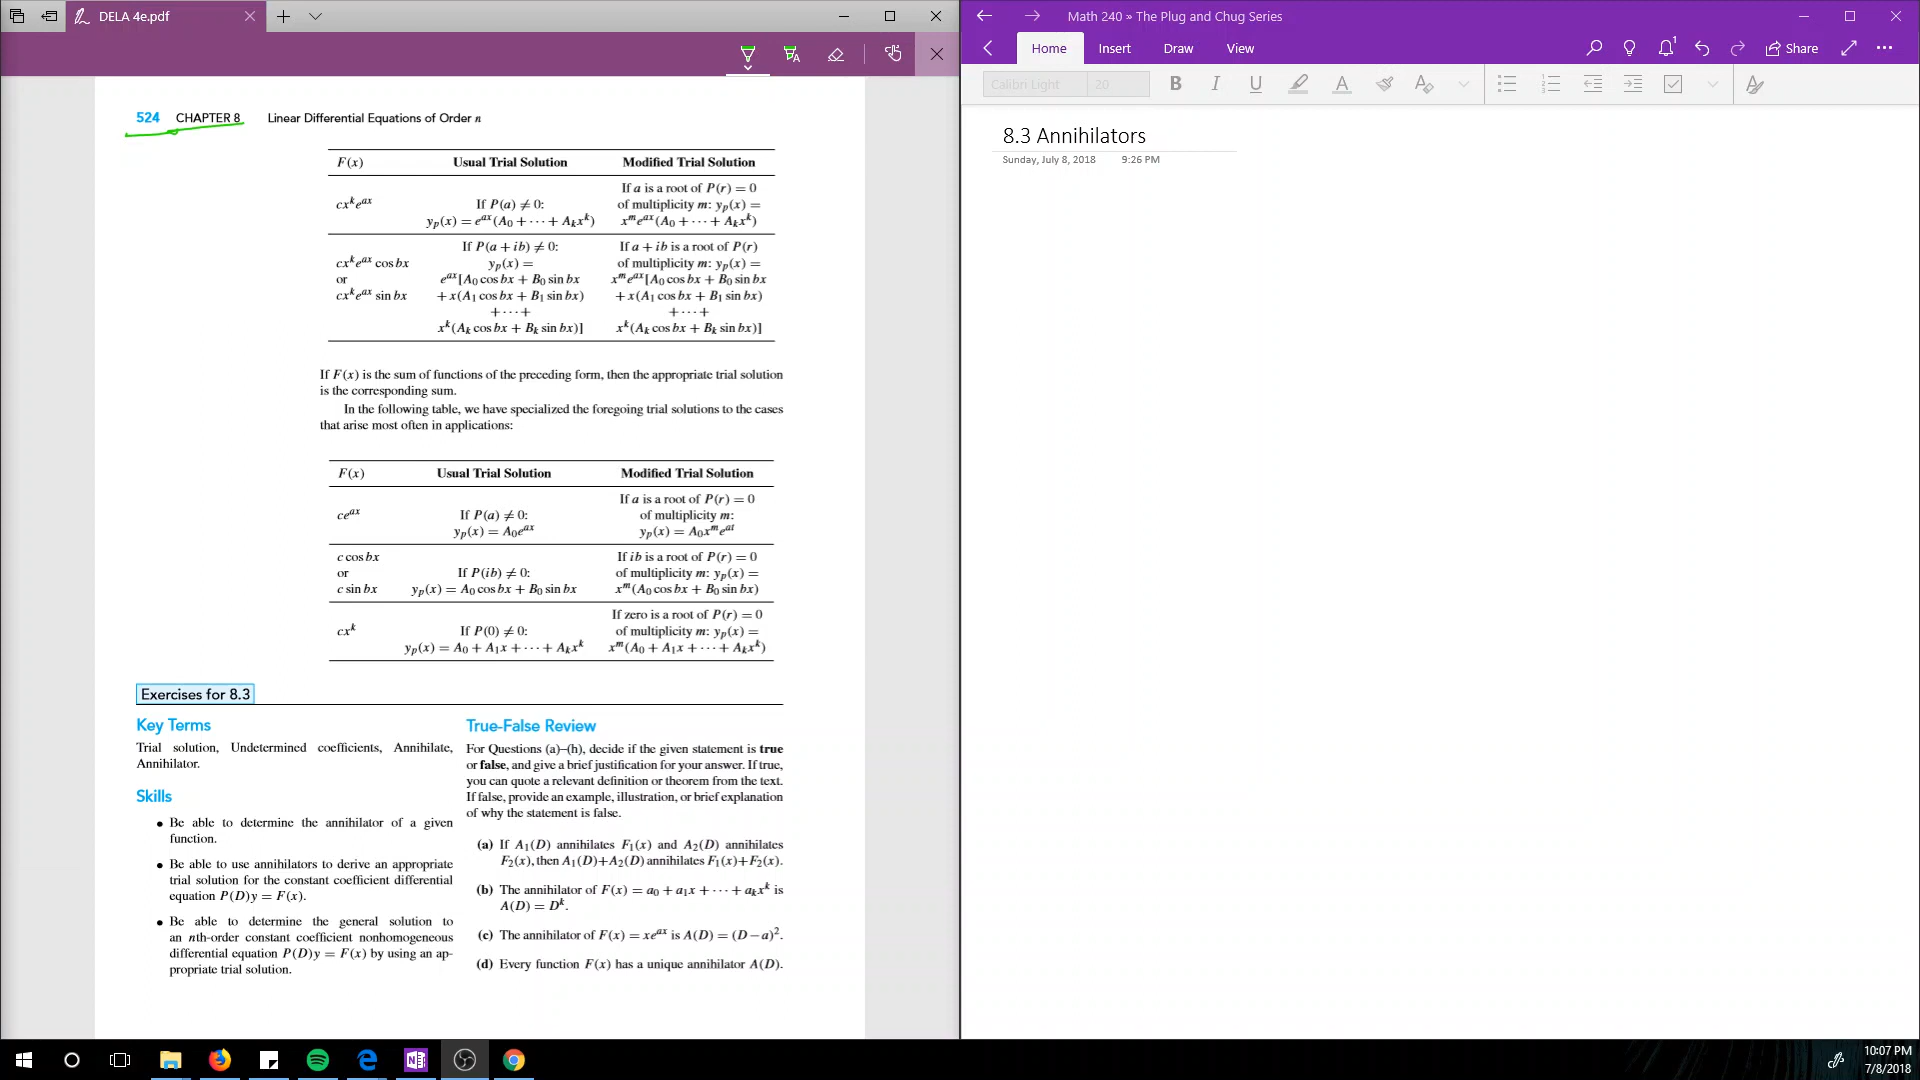 DELA 4e.pdf
Math 240 » The Plug and Chug Series
Home Insert Draw View
1
Share
Calibri Light 20
B I U A
524 CHAPTER 8 Linear Differential Equations of Order n
F(x) Usual Trial Solution Modified Trial Solution
If a is a root of P(r) = 0
cx^k e^{ax} If P(a) ≠ 0: of multiplicity m: y_p(x) =
y_p(x) = e^{ax}(A_0 + ··· + A_k x^k) x^m e^{ax}(A_0 + ··· + A_k x^k)
If P(a + ib) ≠ 0: If a + ib is a root of P(r)
cx^k e^{ax} cos bx y_p(x) = of multiplicity m: y_p(x) =
or e^{ax}[A_0 cos bx + B_0 sin bx x^m e^{ax}[A_0 cos bx + B_0 sin bx
cx^k e^{ax} sin bx + x(A_1 cos bx + B_1 sin bx) + x(A_1 cos bx + B_1 sin bx)
+ ··· + + ··· +
x^k(A_k cos bx + B_k sin bx)] x^k(A_k cos bx + B_k sin bx)]
If F(x) is the sum of functions of the preceding form, then the appropriate trial solution
is the corresponding sum.
In the following table, we have specialized the foregoing trial solutions to the cases
that arise most often in applications:
F(x) Usual Trial Solution Modified Trial Solution
If a is a root of P(r) = 0
ce^{ax} If P(a) ≠ 0: of multiplicity m:
y_p(x) = A_0 e^{ax} y_p(x) = A_0 x^m e^{at}
c cos bx If ib is a root of P(r) = 0
or If P(ib) ≠ 0: of multiplicity m: y_p(x) =
c sin bx y_p(x) = A_0 cos bx + B_0 sin bx x^m(A_0 cos bx + B_0 sin bx)
If zero is a root of P(r) = 0
cx^k If P(0) ≠ 0: of multiplicity m: y_p(x) =
y_p(x) = A_0 + A_1 x + ··· + A_k x^k x^m(A_0 + A_1 x + ··· + A_k x^k)
Exercises for 8.3
Key Terms
Trial solution, Undetermined coefficients, Annihilate,
Annihilator.
Skills
• Be able to determine the annihilator of a given
function.
• Be able to use annihilators to derive an appropriate
trial solution for the constant coefficient differential
equation P(D)y = F(x).
• Be able to determine the general solution to
an nth-order constant coefficient nonhomogeneous
differential equation P(D)y = F(x) by using an ap-
propriate trial solution.
True-False Review
For Questions (a)–(h), decide if the given statement is true
or false, and give a brief justification for your answer. If true,
you can quote a relevant definition or theorem from the text.
If false, provide an example, illustration, or brief explanation
of why the statement is false.
(a) If A_1(D) annihilates F_1(x) and A_2(D) annihilates
F_2(x), then A_1(D)+A_2(D) annihilates F_1(x)+F_2(x).
(b) The annihilator of F(x) = a_0 + a_1 x + ··· + a_k x^k is
A(D) = D^k.
(c) The annihilator of F(x) = xe^{ax} is A(D) = (D − a)^2.
(d) Every function F(x) has a unique annihilator A(D).
8.3 Annihilators
Sunday, July 8, 2018 9:26 PM
10:07 PM
7/8/2018